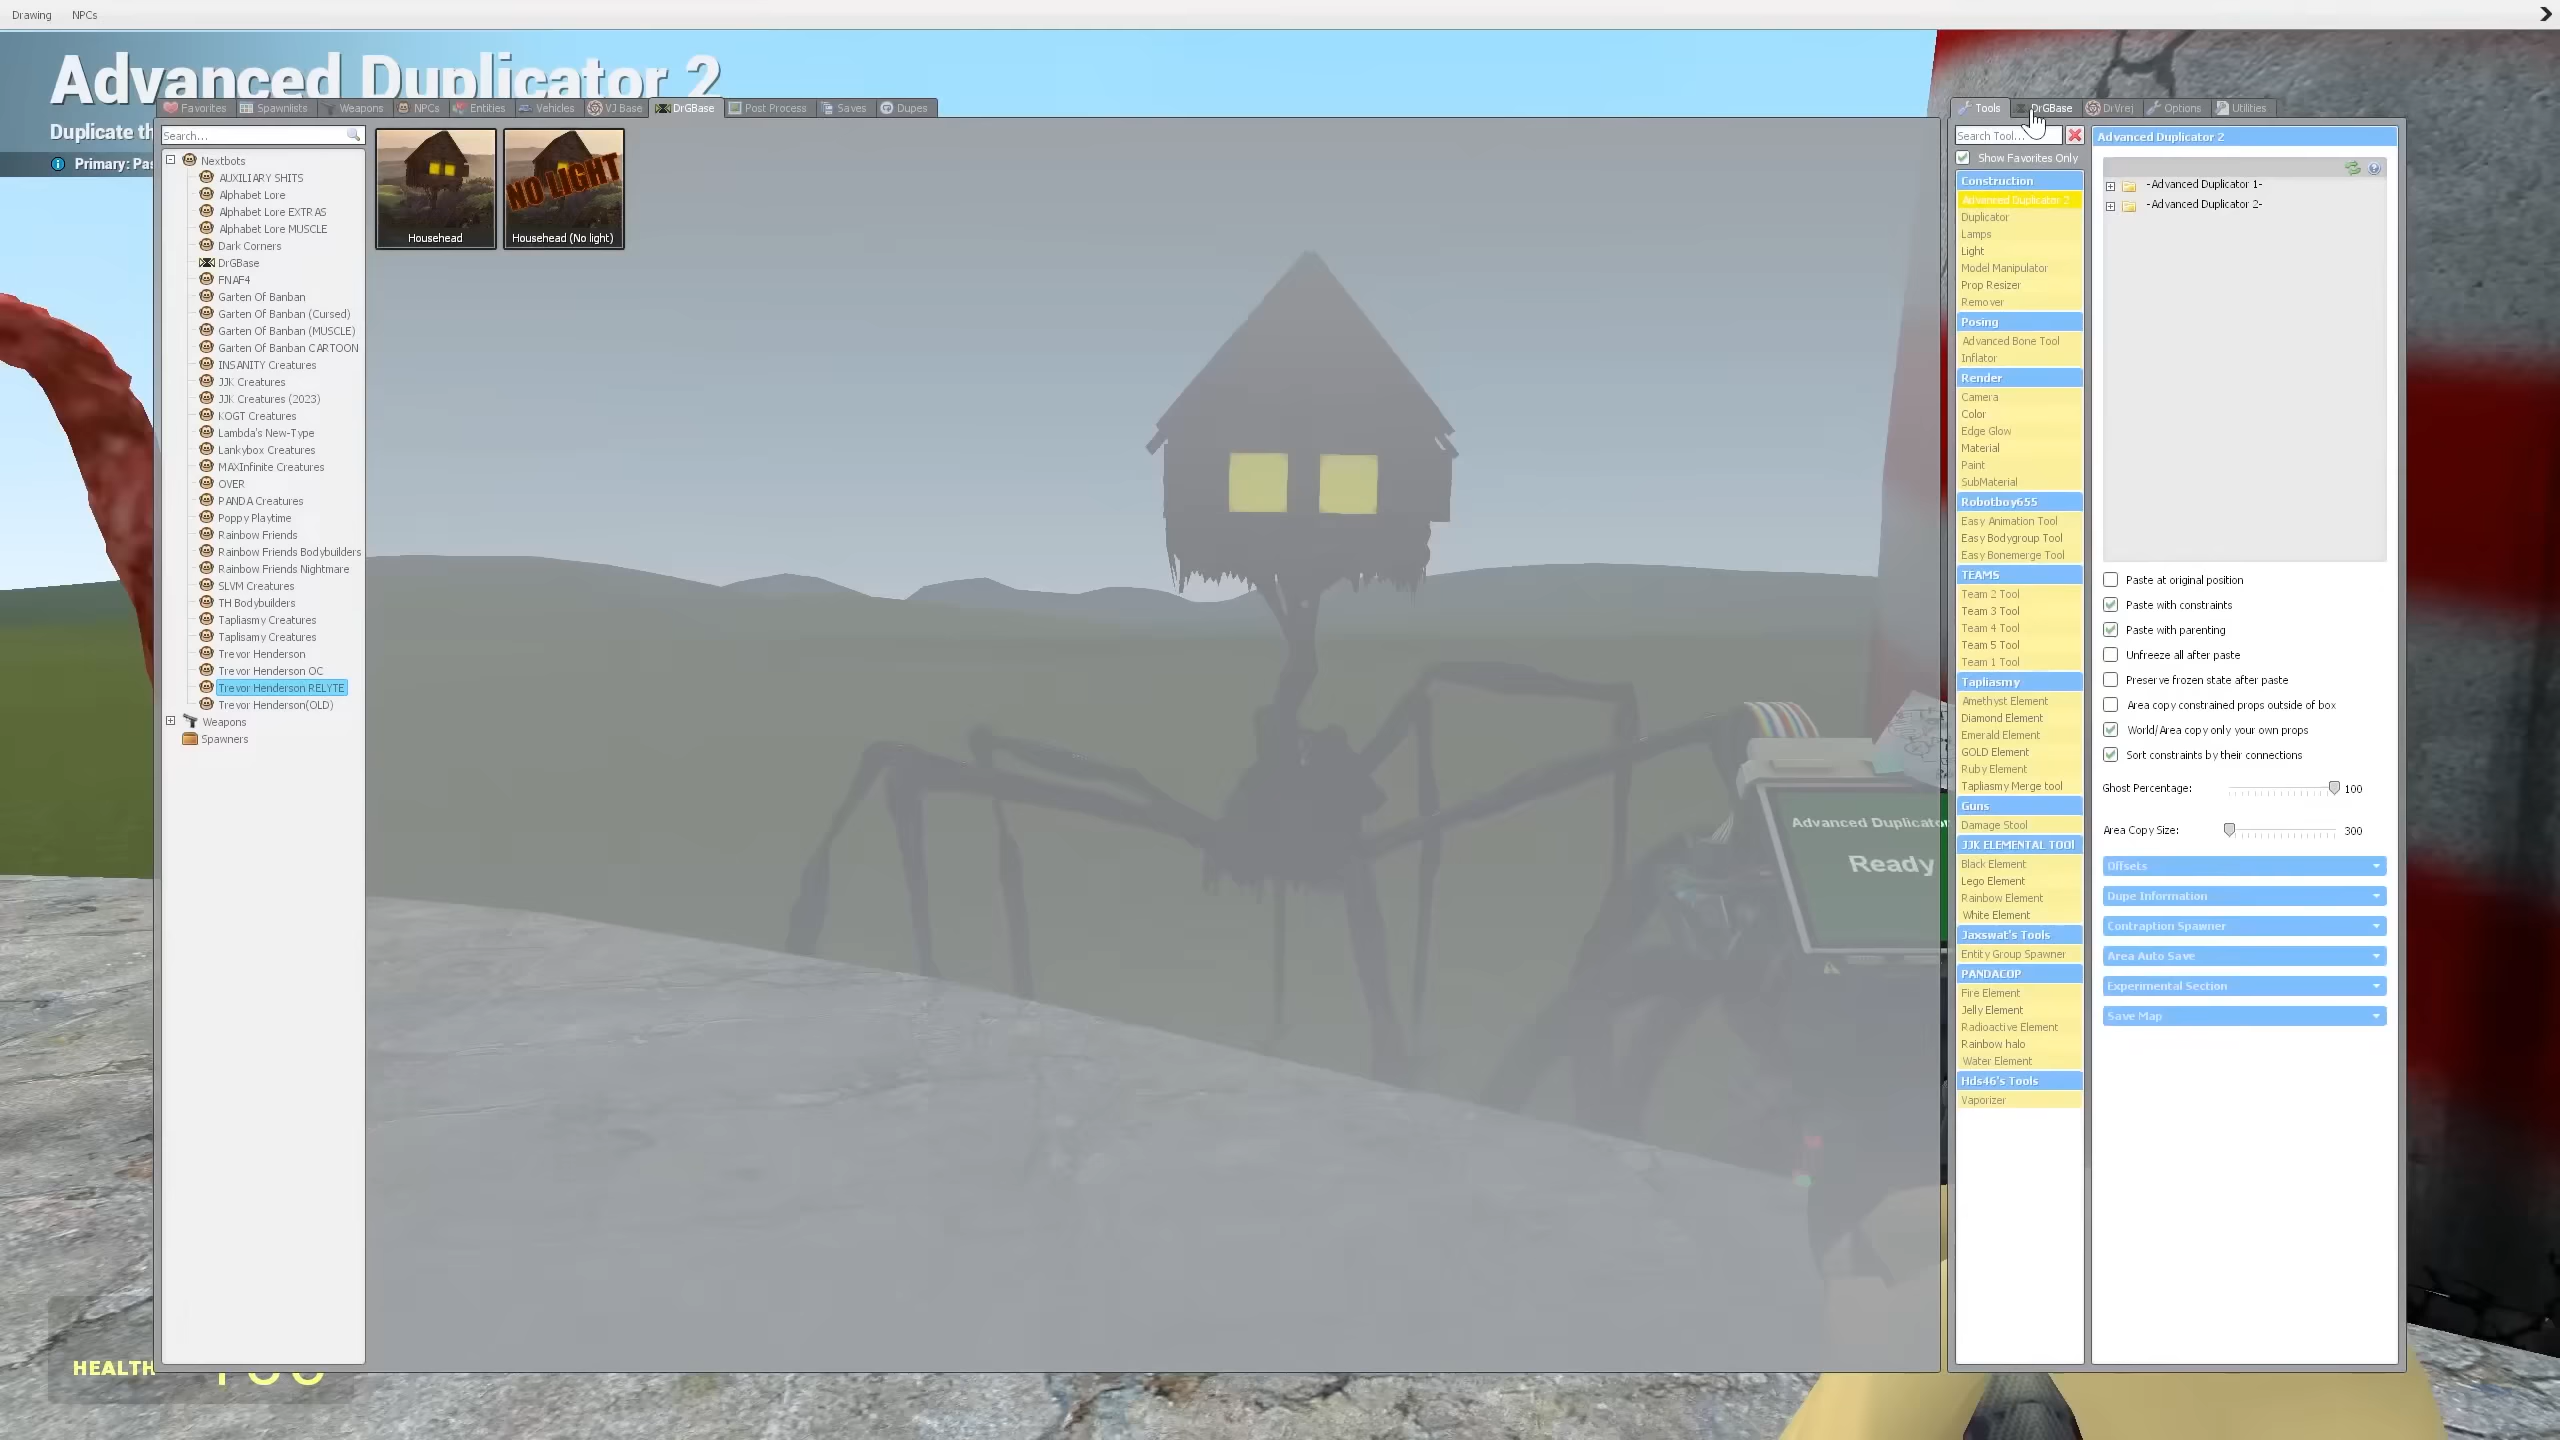 Drawing NPCs
Advanced Duplicator 2
Duplicate th
Primary: Pas
Favorites Spawnlists Weapons NPCs Entities Vehicles VJ Base DrGBase Post Process Saves Dupes
Search...
Nextbots
AUXILIARY SHITS
Alphabet Lore
Alphabet Lore EXTRAS
Alphabet Lore MUSCLE
Dark Corners
DrGBase
FNAF4
Garten Of Banban
Garten Of Banban (Cursed)
Garten Of Banban (MUSCLE)
Garten Of Banban CARTOON
INSANITY Creatures
JJK Creatures
JJK Creatures (2023)
KOGT Creatures
Lambda's New-Type
Lankybox Creatures
MAXInfinite Creatures
OVER
PANDA Creatures
Poppy Playtime
Rainbow Friends
Rainbow Friends Bodybuilders
Rainbow Friends Nightmare
SLVM Creatures
TH Bodybuilders
Tapliasmy Creatures
Taplisamy Creatures
Trevor Henderson
Trevor Henderson OC
Trevor Henderson RELYTE
Trevor Henderson(OLD)
Weapons
Spawners
Househead
NO LIGHT
Househead (No light)
Advanced Duplicator
Ready
HEALTH 100
Tools DrGBase DrVrej Options Utilities
Search Tool...
Show Favorites Only
Construction
Advanced Duplicator 2
Duplicator
Lamps
Light
Model Manipulator
Prop Resizer
Remover
Posing
Advanced Bone Tool
Inflator
Render
Camera
Color
Edge Glow
Material
Paint
SubMaterial
Robotboy655
Easy Animation Tool
Easy Bodygroup Tool
Easy Bonemerge Tool
TEAMS
Team 2 Tool
Team 3 Tool
Team 4 Tool
Team 5 Tool
Team 1 Tool
Tapliasmy
Amethyst Element
Diamond Element
Emerald Element
GOLD Element
Ruby Element
Tapliasmy Merge tool
Guns
Damage Stool
JJK ELEMENTAL TOOl
Black Element
Lego Element
Rainbow Element
White Element
Jaxswat's Tools
Entity Group Spawner
PANDACOP
Fire Element
Jelly Element
Radioactive Element
Rainbow halo
Water Element
Hds46's Tools
Vaporizer
Advanced Duplicator 2
-Advanced Duplicator 1-
-Advanced Duplicator 2-
Paste at original position
Paste with constraints
Paste with parenting
Unfreeze all after paste
Preserve frozen state after paste
Area copy constrained props outside of box
World/Area copy only your own props
Sort constraints by their connections
Ghost Percentage: 100
Area Copy Size: 300
Offsets
Dupe Information
Contraption Spawner
Area Auto Save
Experimental Section
Save Map